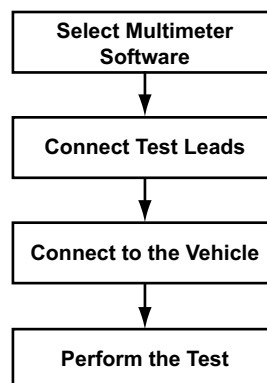 Select Multimeter
Software
Connect Test Leads
Connect to the Vehicle
Perform the Test